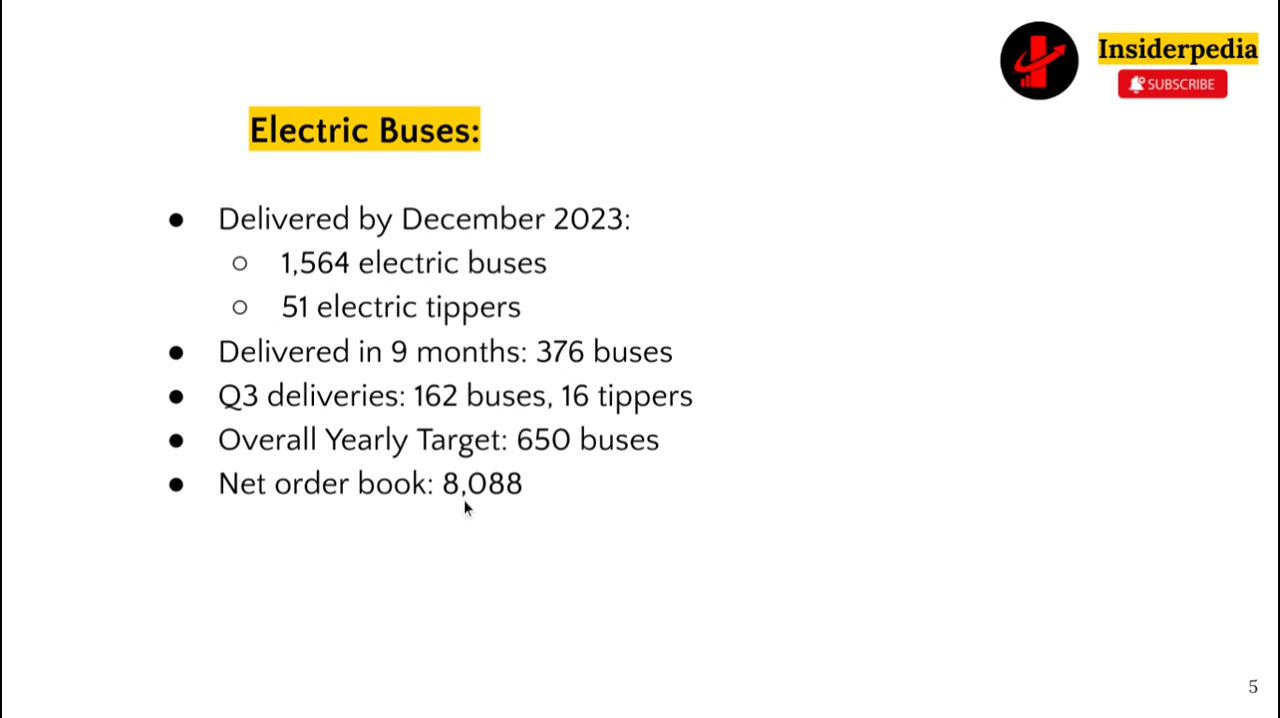 Insiderpedia
SUBSCRIBE
Electric Buses:
● Delivered by December 2023:
○ 1,564 electric buses
○ 51 electric tippers
● Delivered in 9 months: 376 buses
● Q3 deliveries: 162 buses, 16 tippers
● Overall Yearly Target: 650 buses
● Net order book: 8,088
5